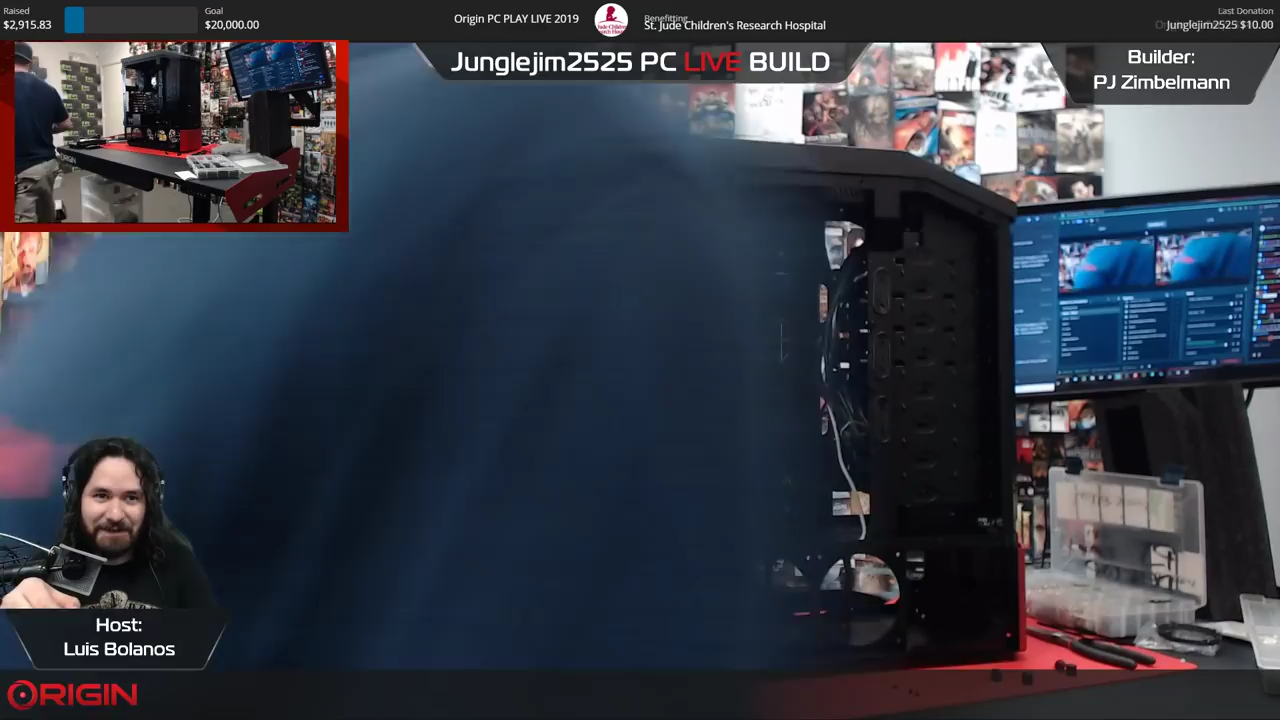 Raised
$2,915.83
Goal
$20,000.00
Origin PC PLAY LIVE 2019
Benefitting
St. Jude Children's Research Hospital
Last Donation
Junglejim2525 $10.00
Junglejim2525 PC LIVE BUILD
Builder:
PJ Zimbelmann
Host:
Luis Bolanos
ORIGIN